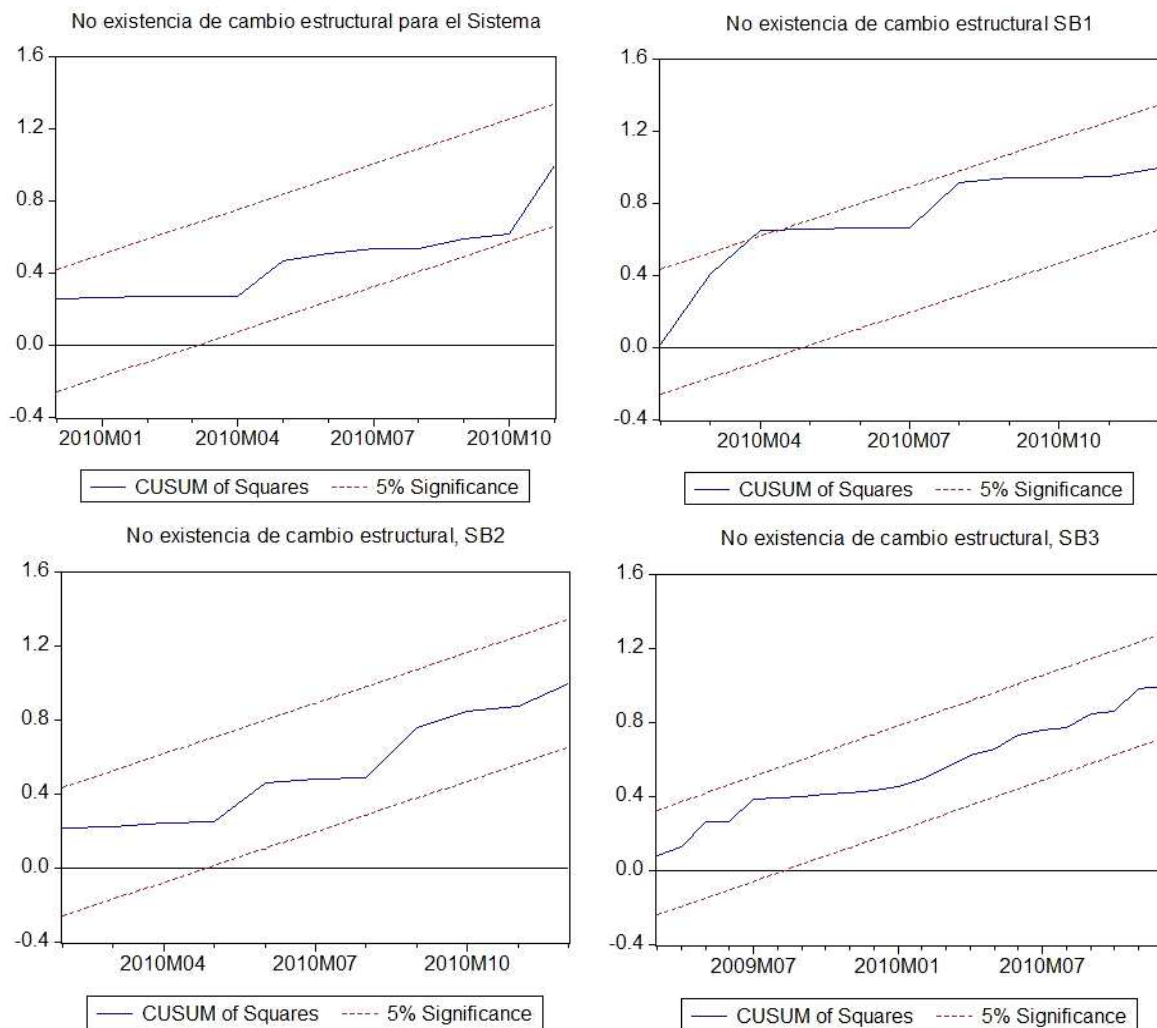 No existencia de cambio estructural para el Sistema
1.6
1.2
0.8
0.4
0.0
-0.4
2010M01 2010M04 2010M07 2010M10
CUSUM of Squares 5% Significance
No existencia de cambio estructural SB1
1.6
1.2
0.8
0.4
0.0
-0.4
2010M04 2010M07 2010M10
CUSUM of Squares 5% Significance
No existencia de cambio estructural, SB2
1.6
1.2
0.8
0.4
0.0
-0.4
2010M04 2010M07 2010M10
CUSUM of Squares 5% Significance
No existencia de cambio estructural, SB3
1.6
1.2
0.8
0.4
0.0
-0.4
2009M07 2010M01 2010M07
CUSUM of Squares 5% Significance